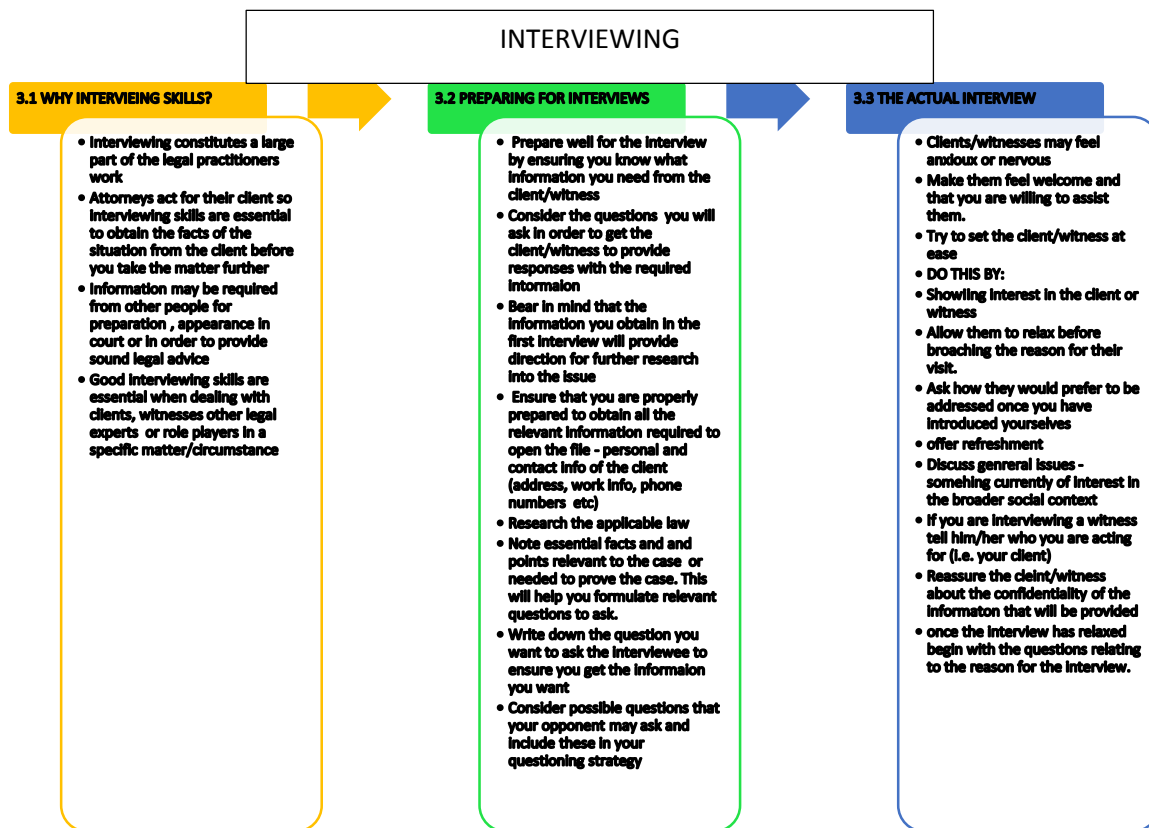 INTERVIEWING
3.1 WHY INTERVIEING SKILLS?
• Interviewing constitutes a large
part of the legal practitioners
work
• Attorneys act for their client so
interviewing skills are essential
to obtain the facts of the
situation from the client before
you take the matter further
• Information may be required
from other people for
preparation , appearance in
court or in order to provide
sound legal advice
• Good interviewing skills are
essential when dealing with
clients, witnesses other legal
experts or role players in a
specific matter/circumstance
3.2 PREPARING FOR INTERVIEWS
• Prepare well for the interview
by ensuring you know what
information you need from the
client/witness
• Consider the questions you will
ask in order to get the
client/witness to provide
responses with the required
intormaion
• Bear in mind that the
information you obtain in the
first interview will provide
direction for further research
into the issue
• Ensure that you are properly
prepared to obtain all the
relevant information required to
open the file - personal and
contact info of the client
(address, work info, phone
numbers etc)
• Research the applicable law
• Note essential facts and and
points relevant to the case or
needed to prove the case. This
will help you formulate relevant
questions to ask.
• Write down the question you
want to ask the interviewee to
ensure you get the informaion
you want
• Consider possible questions that
your opponent may ask and
include these in your
questioning strategy
3.3 THE ACTUAL INTERVIEW
• Clients/witnesses may feel
anxioux or nervous
• Make them feel welcome and
that you are willing to assist
them.
• Try to set the client/witness at
ease
• DO THIS BY:
• Showling interest in the client or
witness
• Allow them to relax before
broaching the reason for their
visit.
• Ask how they would prefer to be
addressed once you have
introduced yourselves
• offer refreshment
• Discuss genreral issues -
somehing currently of interest in
the broader social context
• If you are interviewing a witness
tell him/her who you are acting
for (i.e. your client)
• Reassure the cleint/witness
about the confidentiality of the
informaton that will be provided
• once the interview has relaxed
begin with the questions relating
to the reason for the interview.